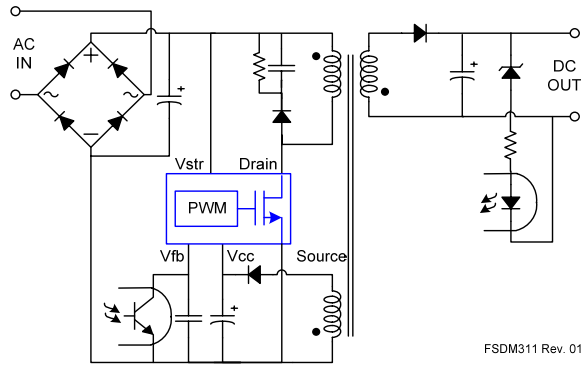 AC
IN
+
~
~
−
+
+
DC
OUT
Vstr
Drain
PWM
Vfb
Vcc
Source
+
FSDM311 Rev. 01